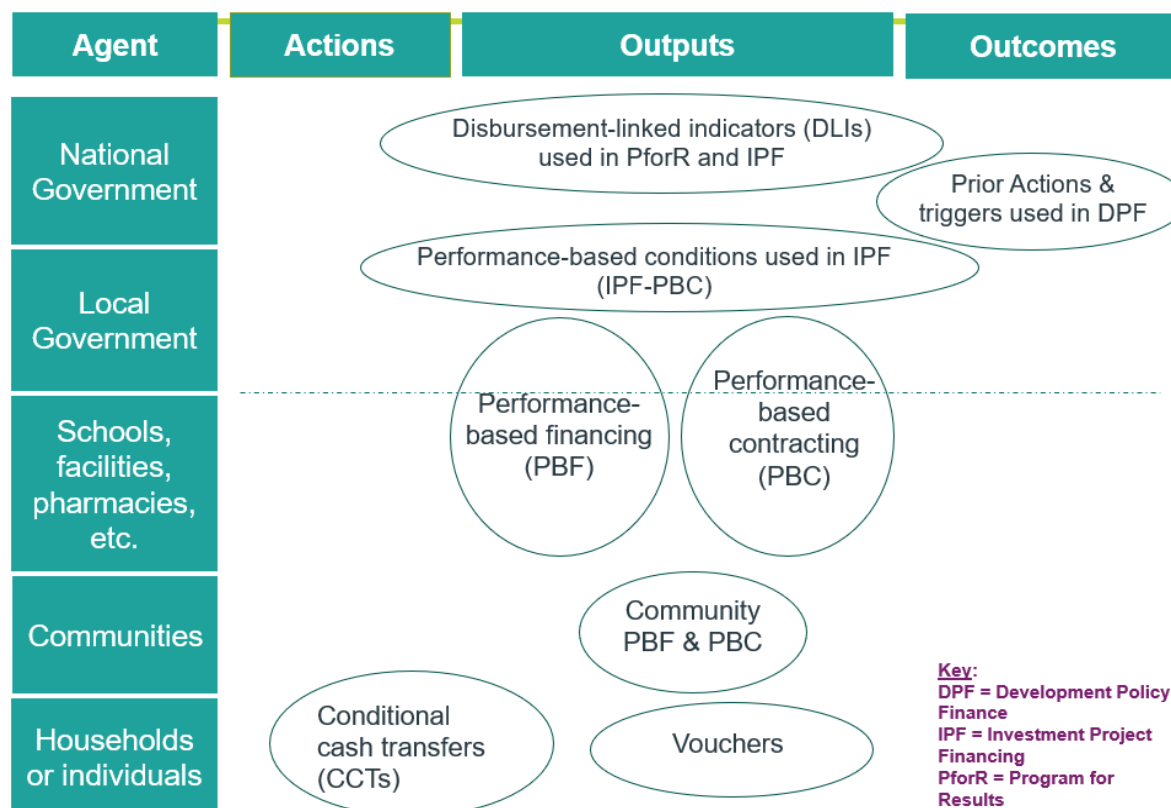 Agent
Actions
Outputs
Outcomes
National
Government
Disbursement-linked indicators (DLIs)
used in PforR and IPF
Prior Actions &
triggers used in DPF
Performance-based conditions used in IPF
(IPF-PBC)
Local
Government
Performance-
based financing
(PBF)
Performance-
based
contracting
(PBC)
Schools,
facilities,
pharmacies,
etc.
Communities
Community
PBF & PBC
Households
or individuals
Conditional
cash transfers
(CCTs)
Vouchers
Key:
DPF = Development Policy
Finance
IPF = Investment Project
Financing
PforR = Program for
Results